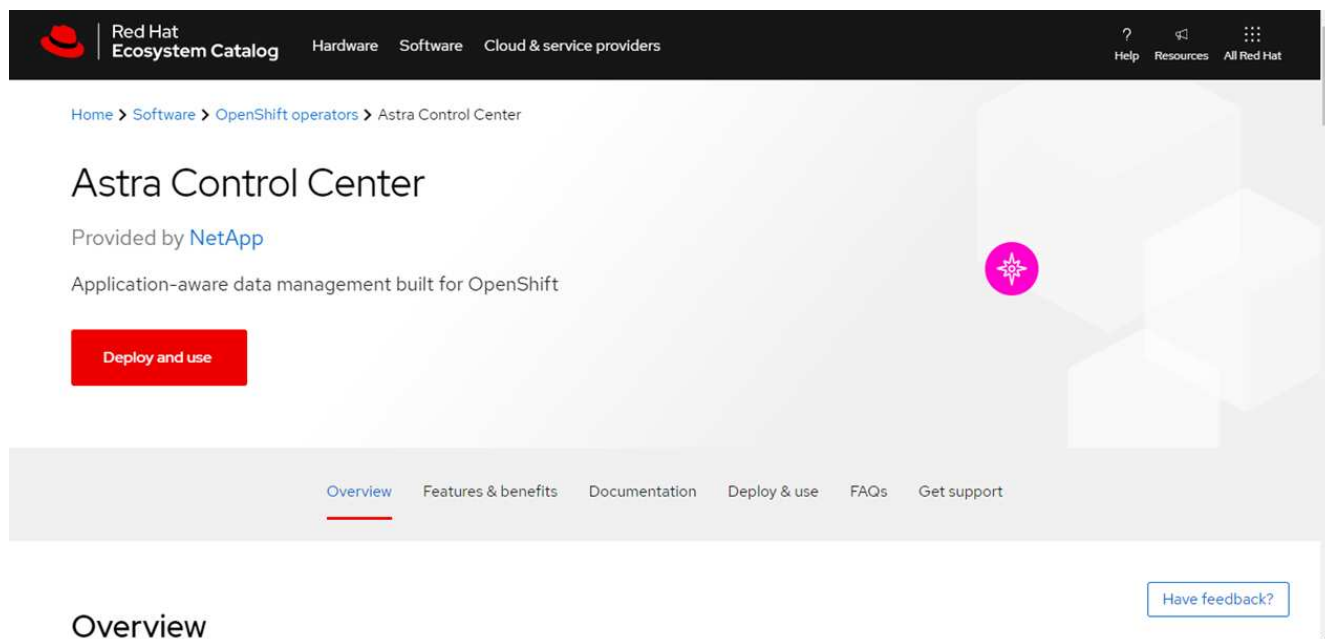 Red Hat
Ecosystem Catalog
Hardware Software Cloud & service providers
? Help Resources All Red Hat
Home > Software > OpenShift operators > Astra Control Center
Astra Control Center
Provided by NetApp
Application-aware data management built for OpenShift
Deploy and use
Overview Features & benefits Documentation Deploy & use FAQs Get support
Have feedback?
Overview